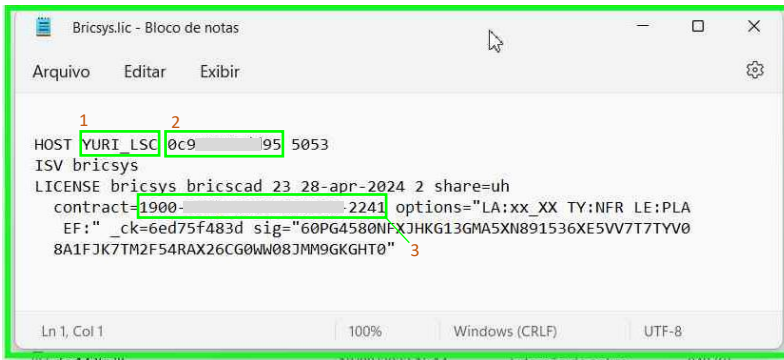 Bricsys.lic - Bloco de notas
Arquivo Editar Exibir
1 2
HOST YURI_LSC 0c9 95 5053
ISV bricsys
LICENSE bricsys bricscad 23 28-apr-2024 2 share=uh
contract=1900- -2241 options="LA:xx_XX TY:NFR LE:PLA
EF:" _ck=6ed75f483d sig="60PG4580NFXJHKG13GMA5XN891536XE5VV7T7TYV0
8A1FJK7TM2F54RAX26CG0WW08JMM9GKGHT0"
3
Ln 1, Col 1 100% Windows (CRLF) UTF-8